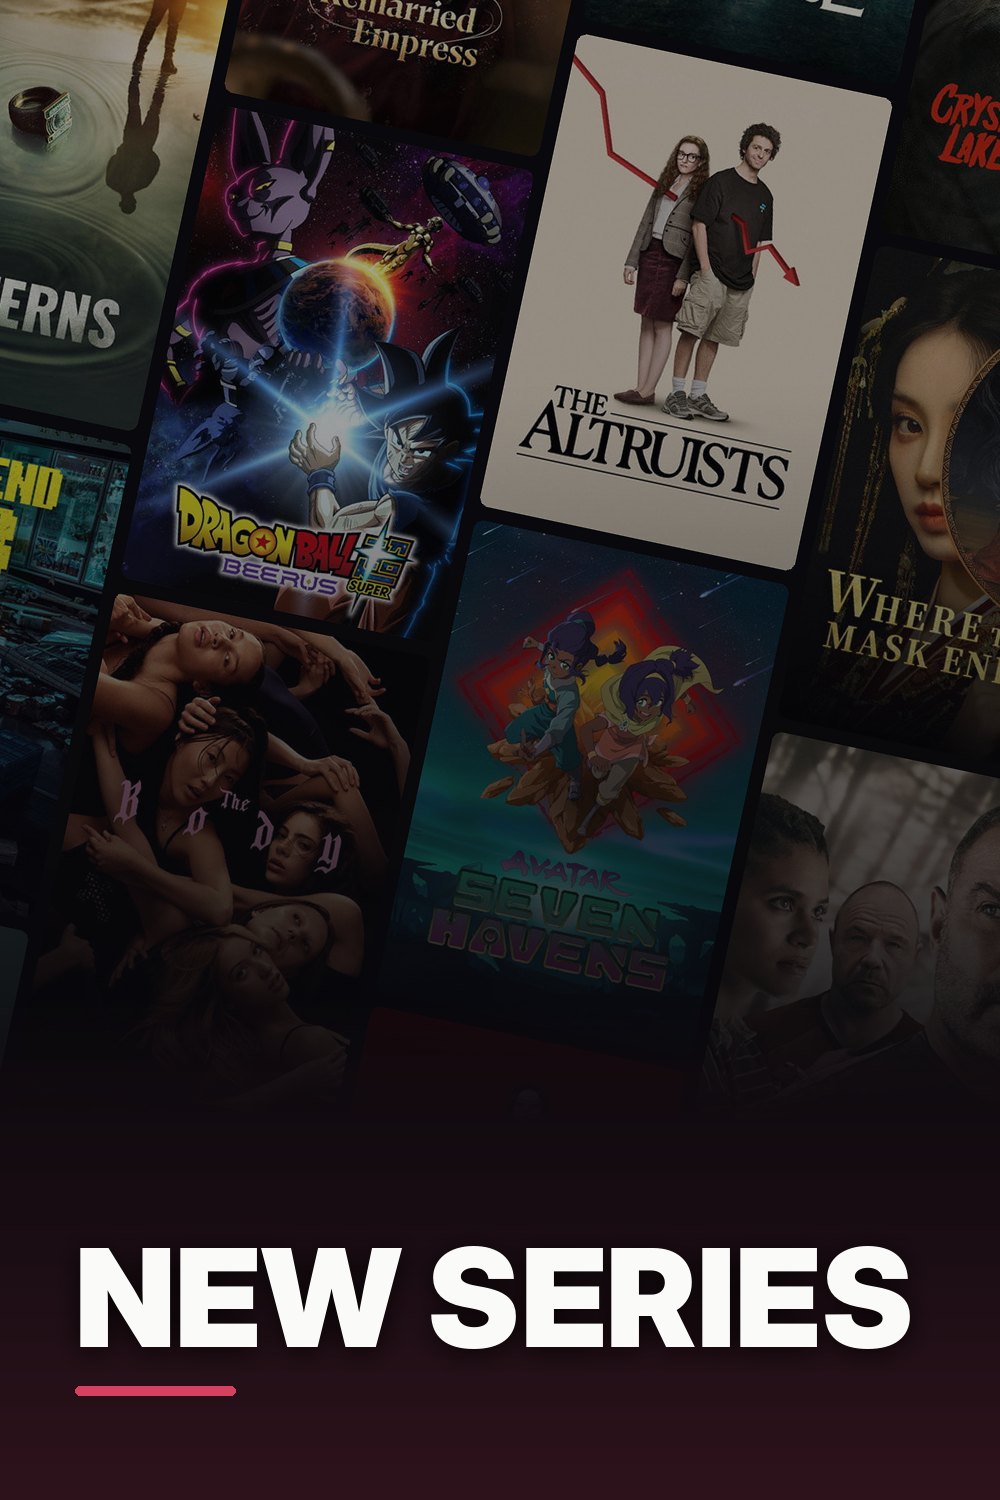 Remarried
Empress
CRYS
LAKE
ERNS
THE
ALTRUISTS
END
DRAGON BALL
SUPER
BEERUS
WHERE
MASK EN
The
Body
AVATAR
SEVEN
HAVENS
NEW SERIES